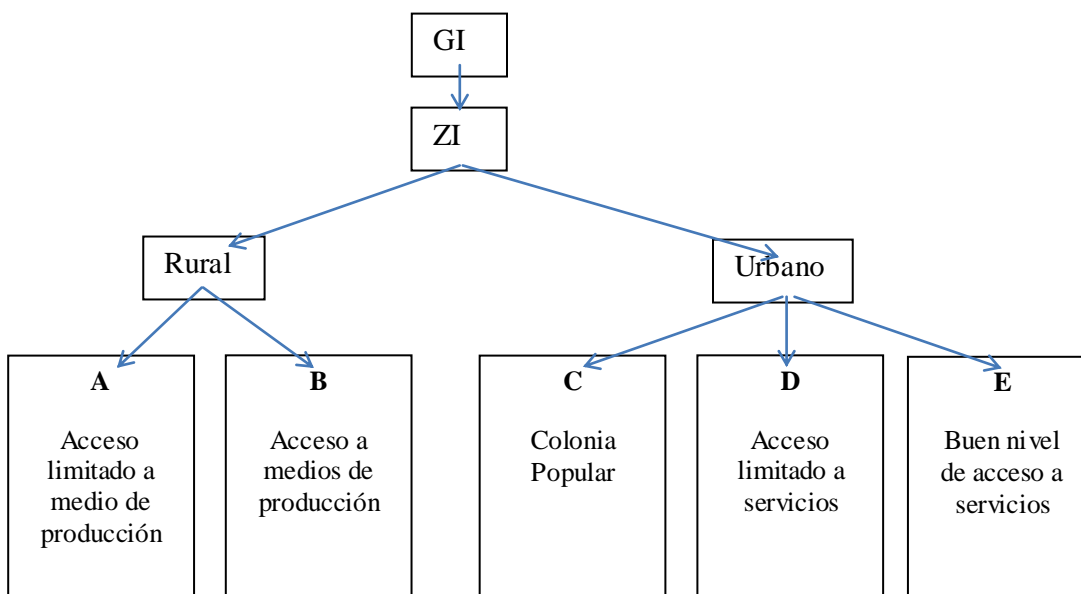 GI
ZI
Rural
Urbano
A
Acceso
limitado a
medio de
producción
B
Acceso a
medios de
producción
C
Colonia
Popular
D
Acceso
limitado a
servicios
E
Buen nivel
de acceso a
servicios